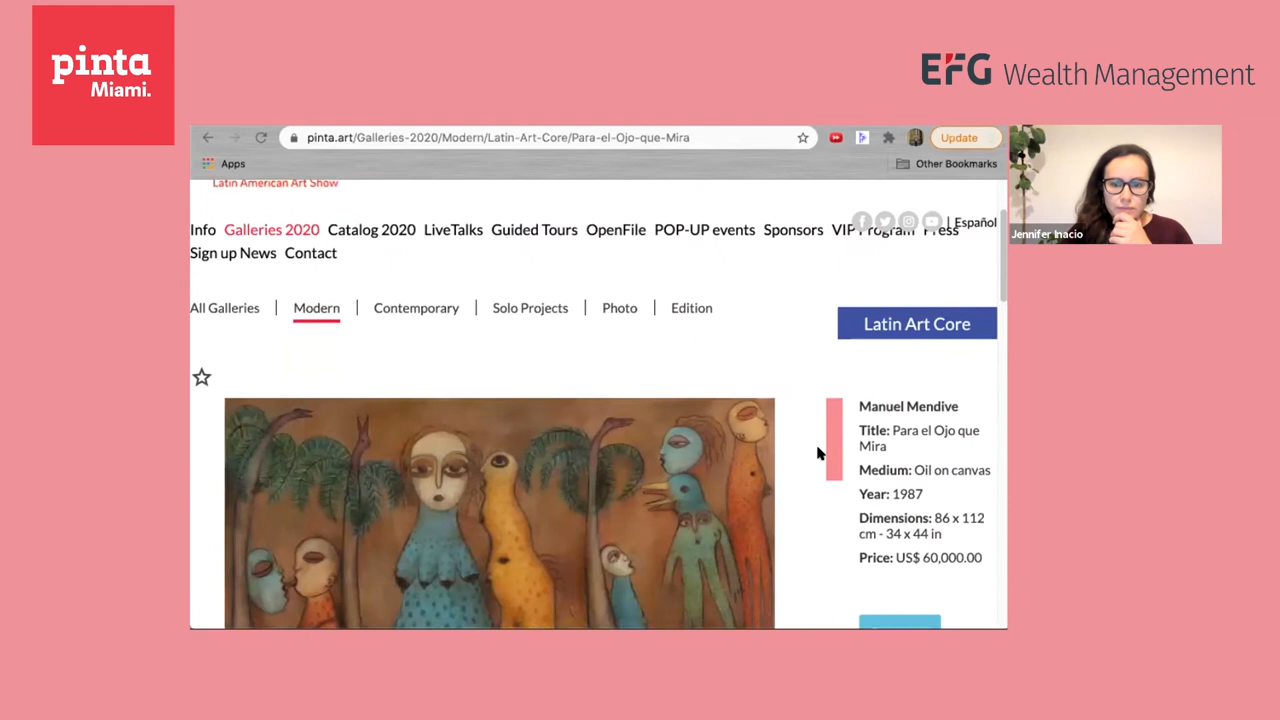 pinta
Miami.
EFG Wealth Management
pinta.art/Galleries-2020/Modern/Latin-Art-Core/Para-el-Ojo-que-Mira
Update
Apps
Other Bookmarks
Latin American Art Show
Info Galleries 2020 Catalog 2020 LiveTalks Guided Tours OpenFile POP-UP events Sponsors VIP Program Press
| Español
Sign up News Contact
All Galleries | Modern | Contemporary | Solo Projects | Photo | Edition
Latin Art Core
Manuel Mendive
Title: Para el Ojo que
Mira
Medium: Oil on canvas
Year: 1987
Dimensions: 86 x 112
cm - 34 x 44 in
Price: US$ 60,000.00
Jennifer Inacio